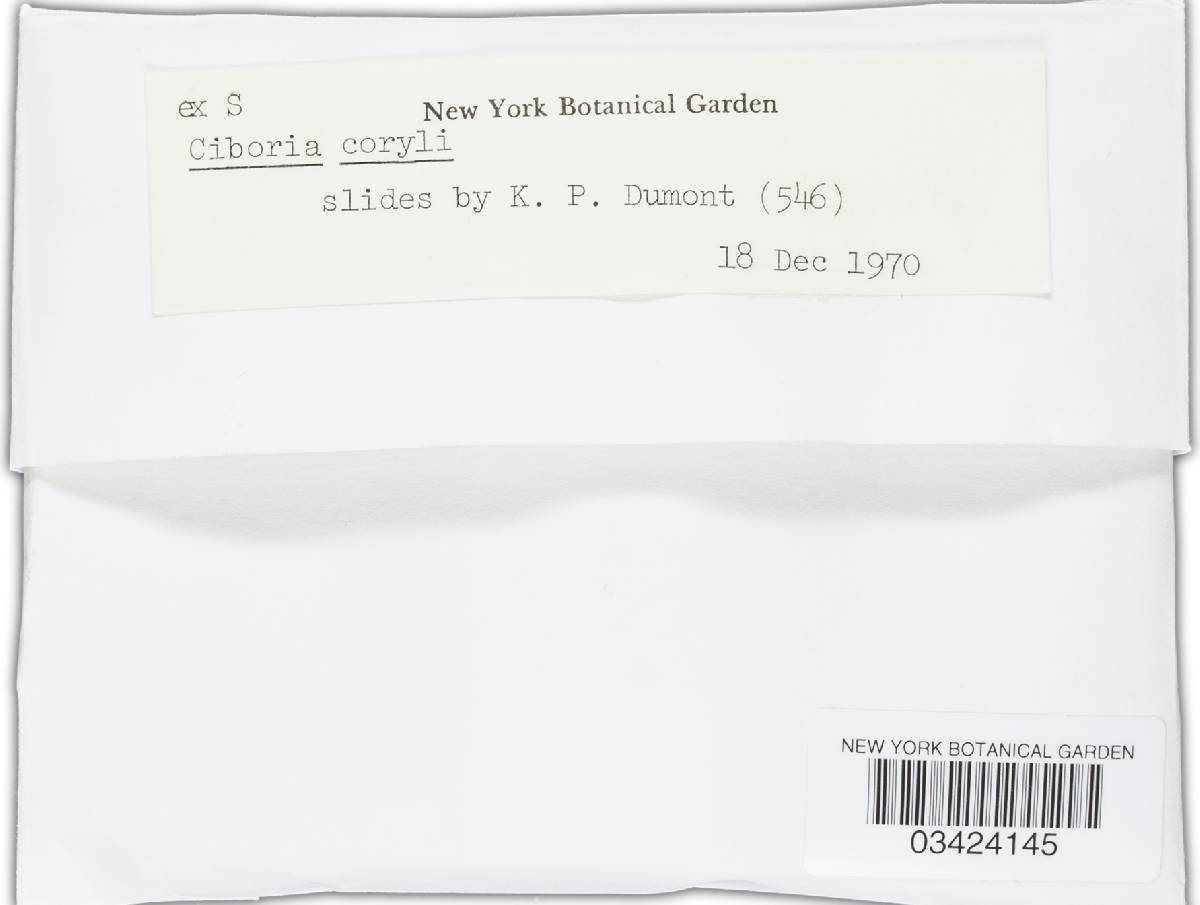 ex S
New York Botanical Garden
Ciboria coryli
slides by K. P. Dumont (546)
18 Dec 1970
NEW YORK BOTANICAL GARDEN
03424145